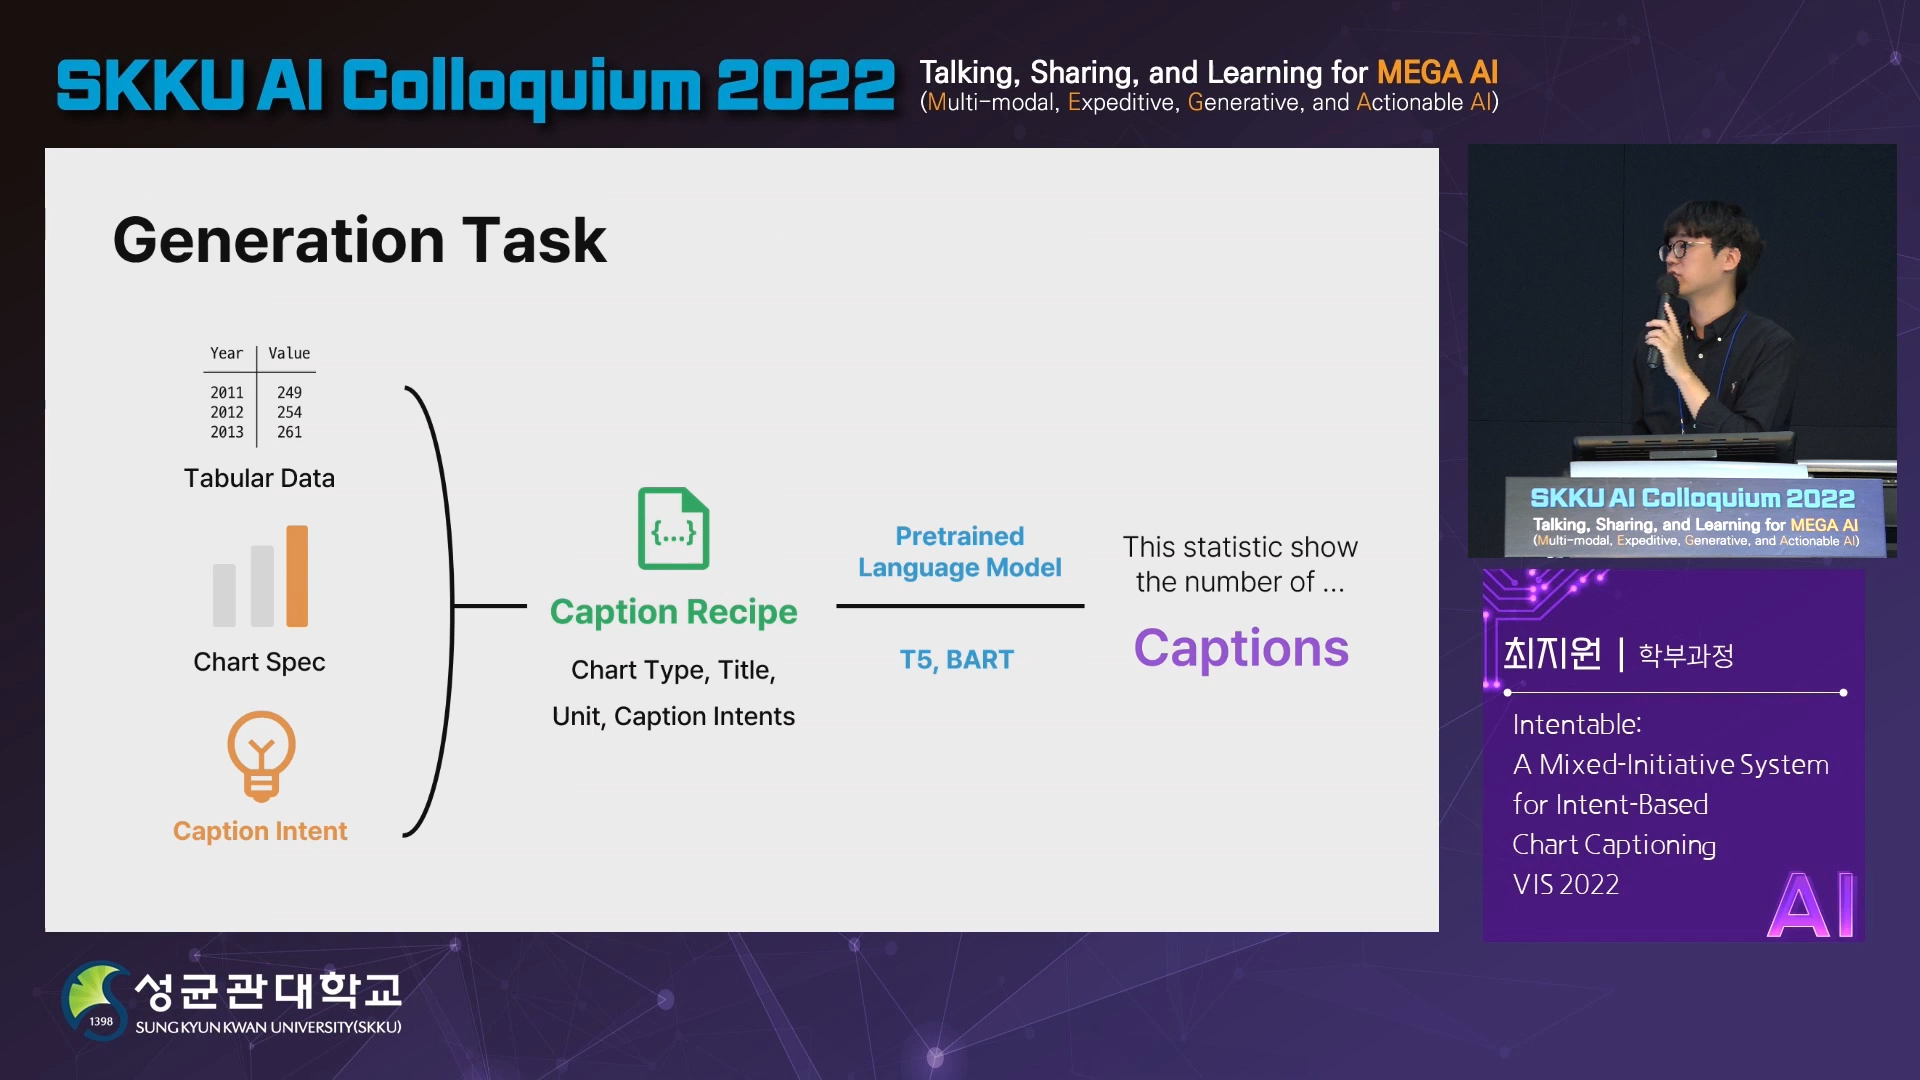 SKKU AI Colloquium 2022
Talking, Sharing, and Learning for MEGA AI
(Multi-modal, Expeditive, Generative, and Actionable AI)
Generation Task
Year Value
2011 249
2012 254
2013 261
Tabular Data
Chart Spec
Caption Intent
{...}
Caption Recipe
Chart Type, Title,
Unit, Caption Intents
Pretrained
Language Model
T5, BART
This statistic show
the number of ...
Captions
SKKU AI Colloquium 2022
Talking, Sharing, and Learning for MEGA AI
(Multi-modal, Expeditive, Generative, and Actionable AI)
최지원 | 학부과정
Intentable:
A Mixed-Initiative System
for Intent-Based
Chart Captioning
VIS 2022
AI
1398
성균관대학교
SUNG KYUN KWAN UNIVERSITY(SKKU)